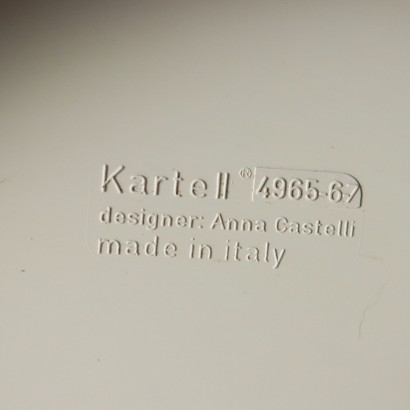 Kartell® 4965-67
designer: Anna Castelli
made in italy